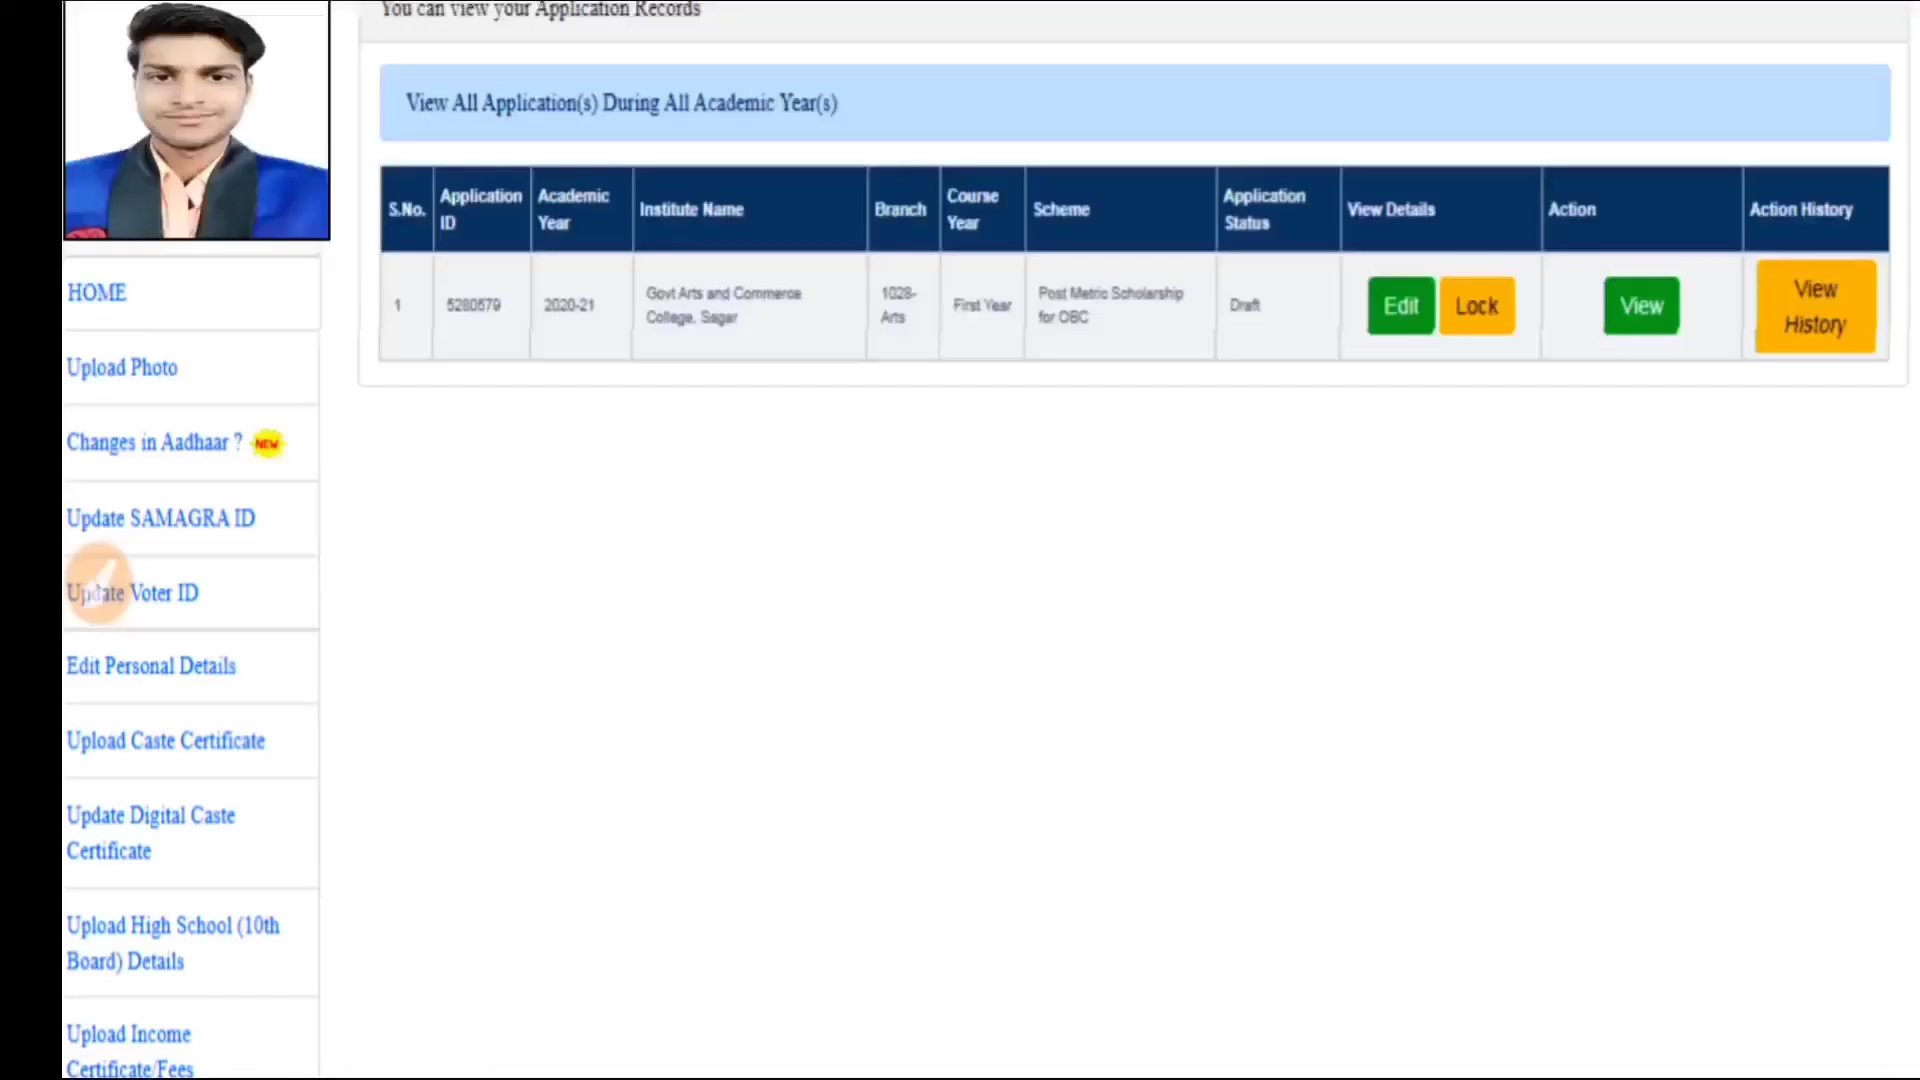 You can view your Application Records
View All Application(s) During All Academic Year(s)
S.No. Application ID Academic Year Institute Name Branch Course Year Scheme Application Status View Details Action Action History
1 5280579 2020-21 Govt Arts and Commerce College, Sagar 1028-Arts First Year Post Metric Scholarship for OBC Draft Edit Lock View View History
HOME
Upload Photo
Changes in Aadhaar ? NEW
Update SAMAGRA ID
Update Voter ID
Edit Personal Details
Upload Caste Certificate
Update Digital Caste
Certificate
Upload High School (10th
Board) Details
Upload Income
Certificate/Fees